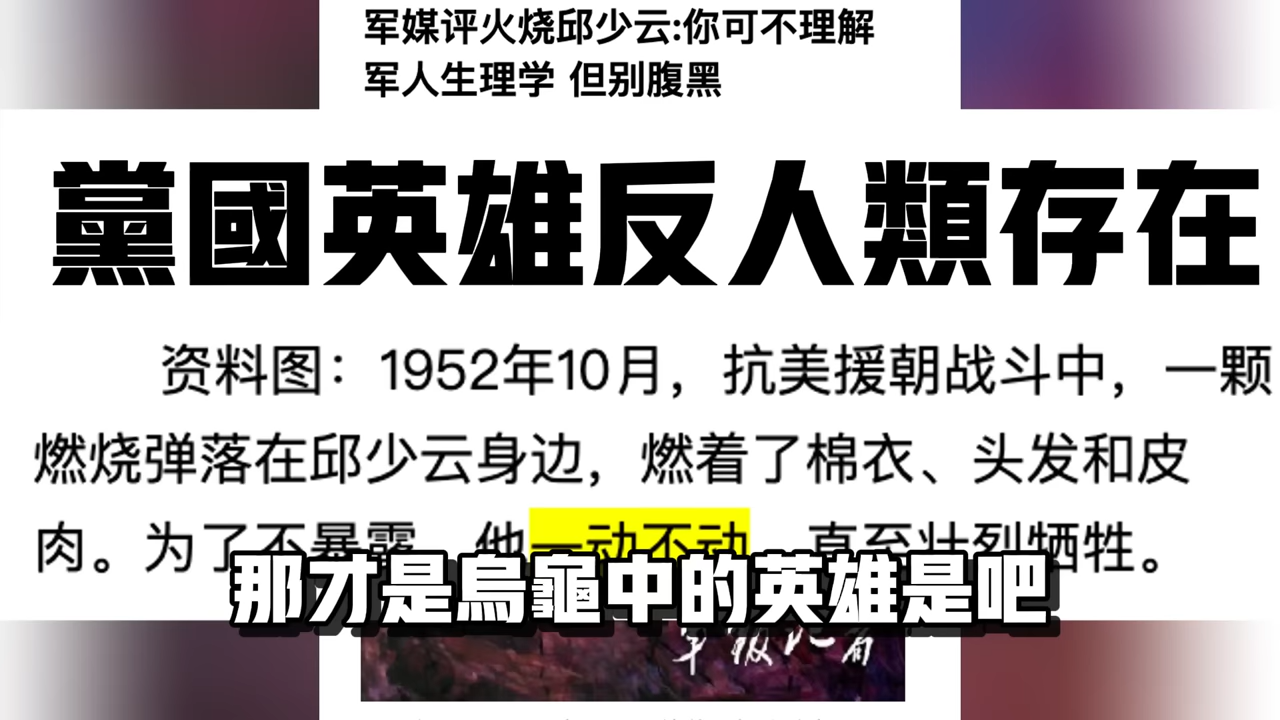 军媒评火烧邱少云:你可不理解
军人生理学 但别腹黑
黨國英雄反人類存在
资料图：1952年10月，抗美援朝战斗中，一颗
燃烧弹落在邱少云身边，燃着了棉衣、头发和皮
肉。为了不暴露，他一动不动，直至壮烈牺牲。
那才是烏龜中的英雄是吧